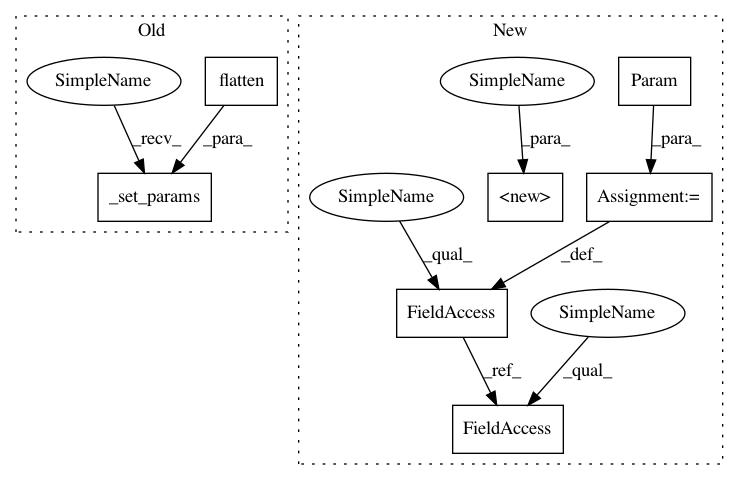 Old
New
SimpleName
flatten
SimpleName
Param
_recv_
_para_
_para_
_para_
_set_params
SimpleName
<new>
Assignment:=
_qual_
_def_
FieldAccess
SimpleName
_ref_
_qual_
FieldAccess